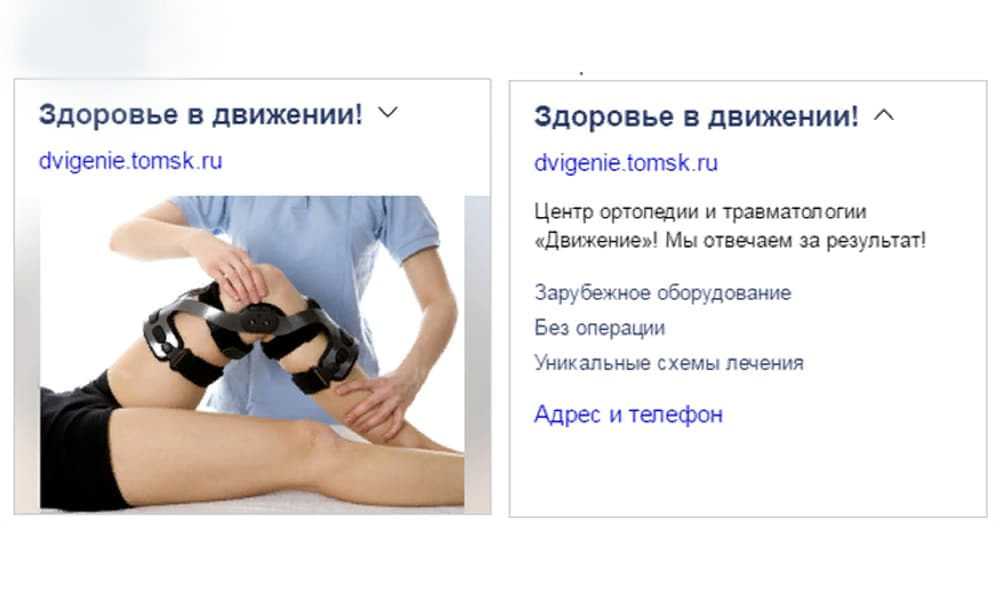 Здоровье в движении!
dvigenie.tomsk.ru
Здоровье в движении!
dvigenie.tomsk.ru
Центр ортопедии и травматологии
«Движение»! Мы отвечаем за результат!
Зарубежное оборудование
Без операции
Уникальные схемы лечения
Адрес и телефон